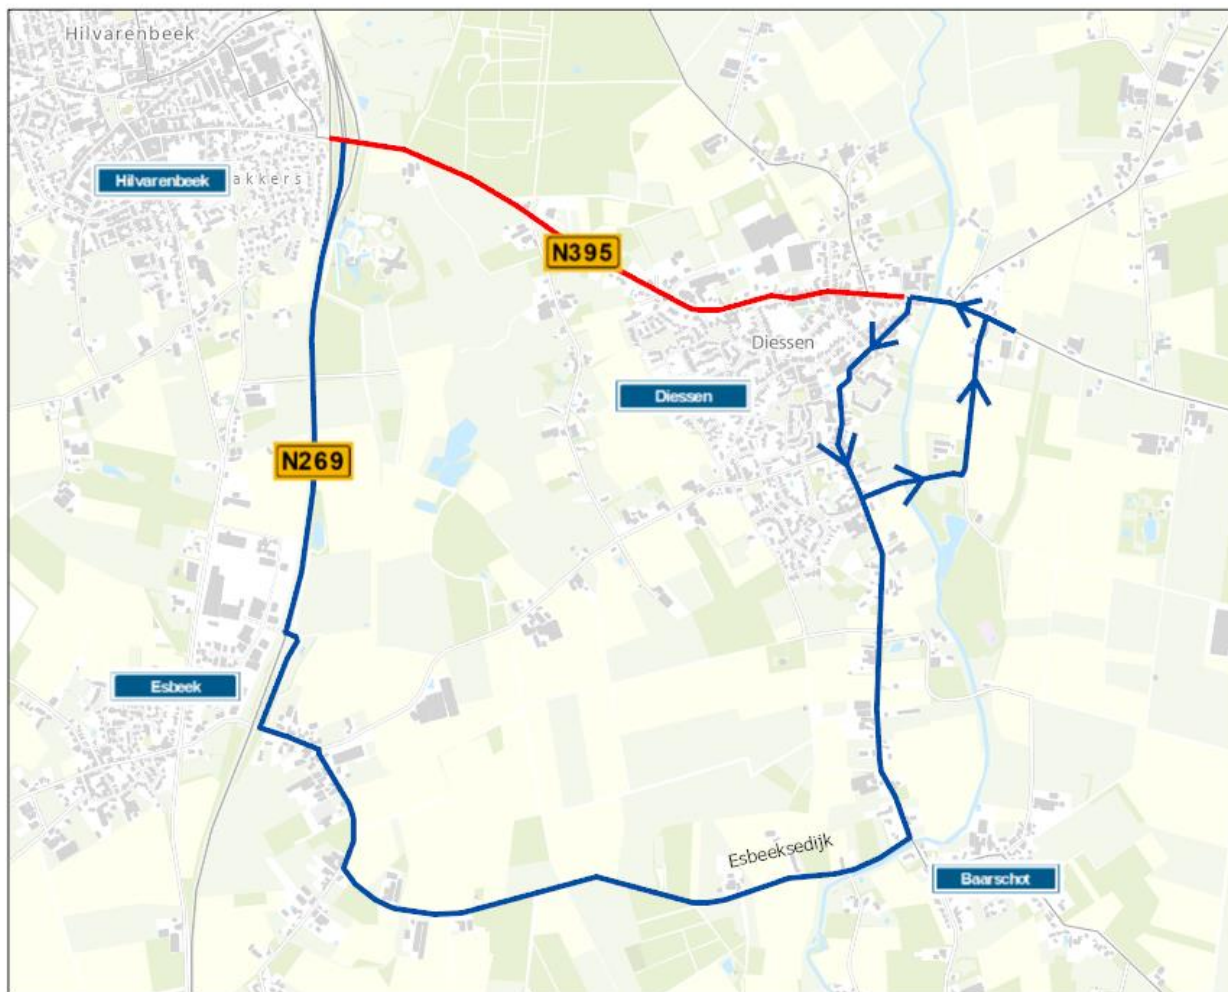 Hilvarenbeek
Hilvarenbeek
akkers
N395
Diessen
Diessen
N269
Esbeek
Esbeeksedijk
Baarschot